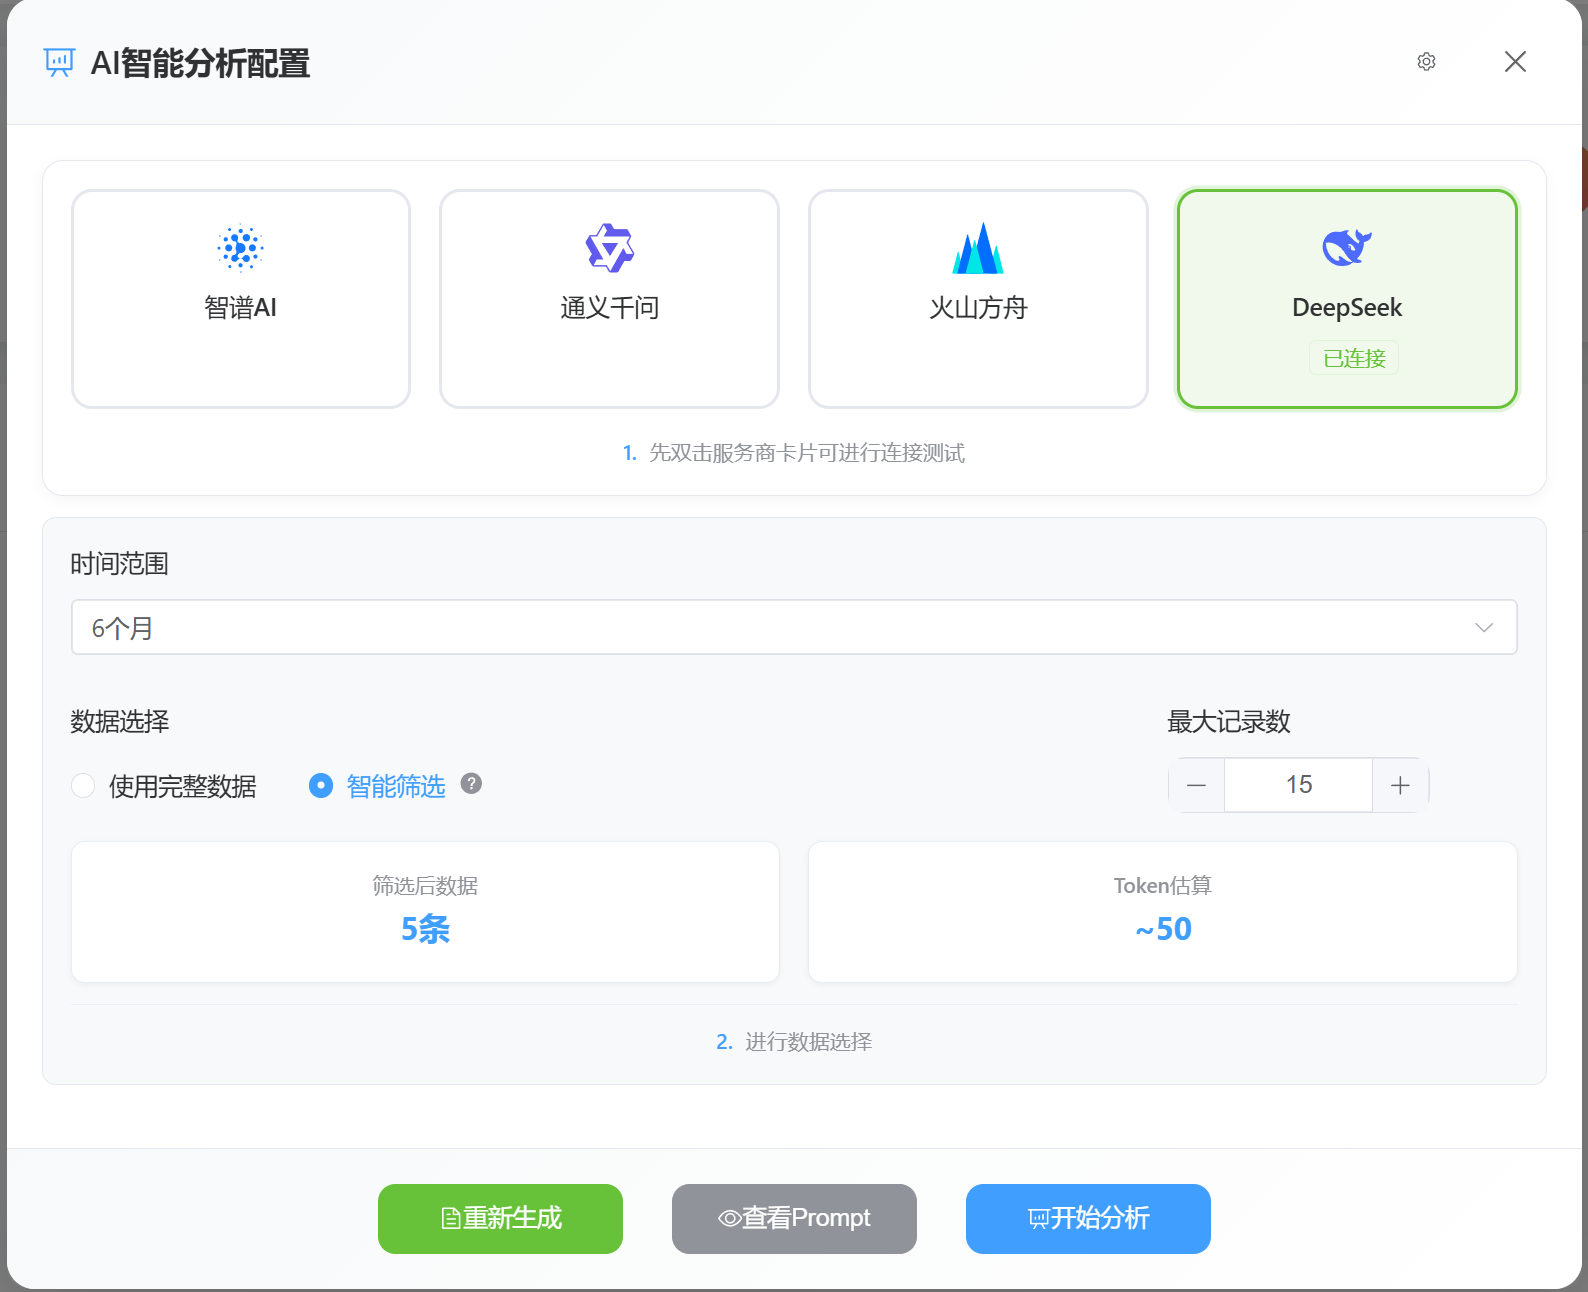 AI智能分析配置
智谱AI
通义千问
火山方舟
DeepSeek
已连接
1. 先双击服务商卡片可进行连接测试
时间范围
6个月
数据选择
最大记录数
使用完整数据
智能筛选
?
15
筛选后数据
5条
Token估算
~50
2. 进行数据选择
重新生成
查看Prompt
开始分析